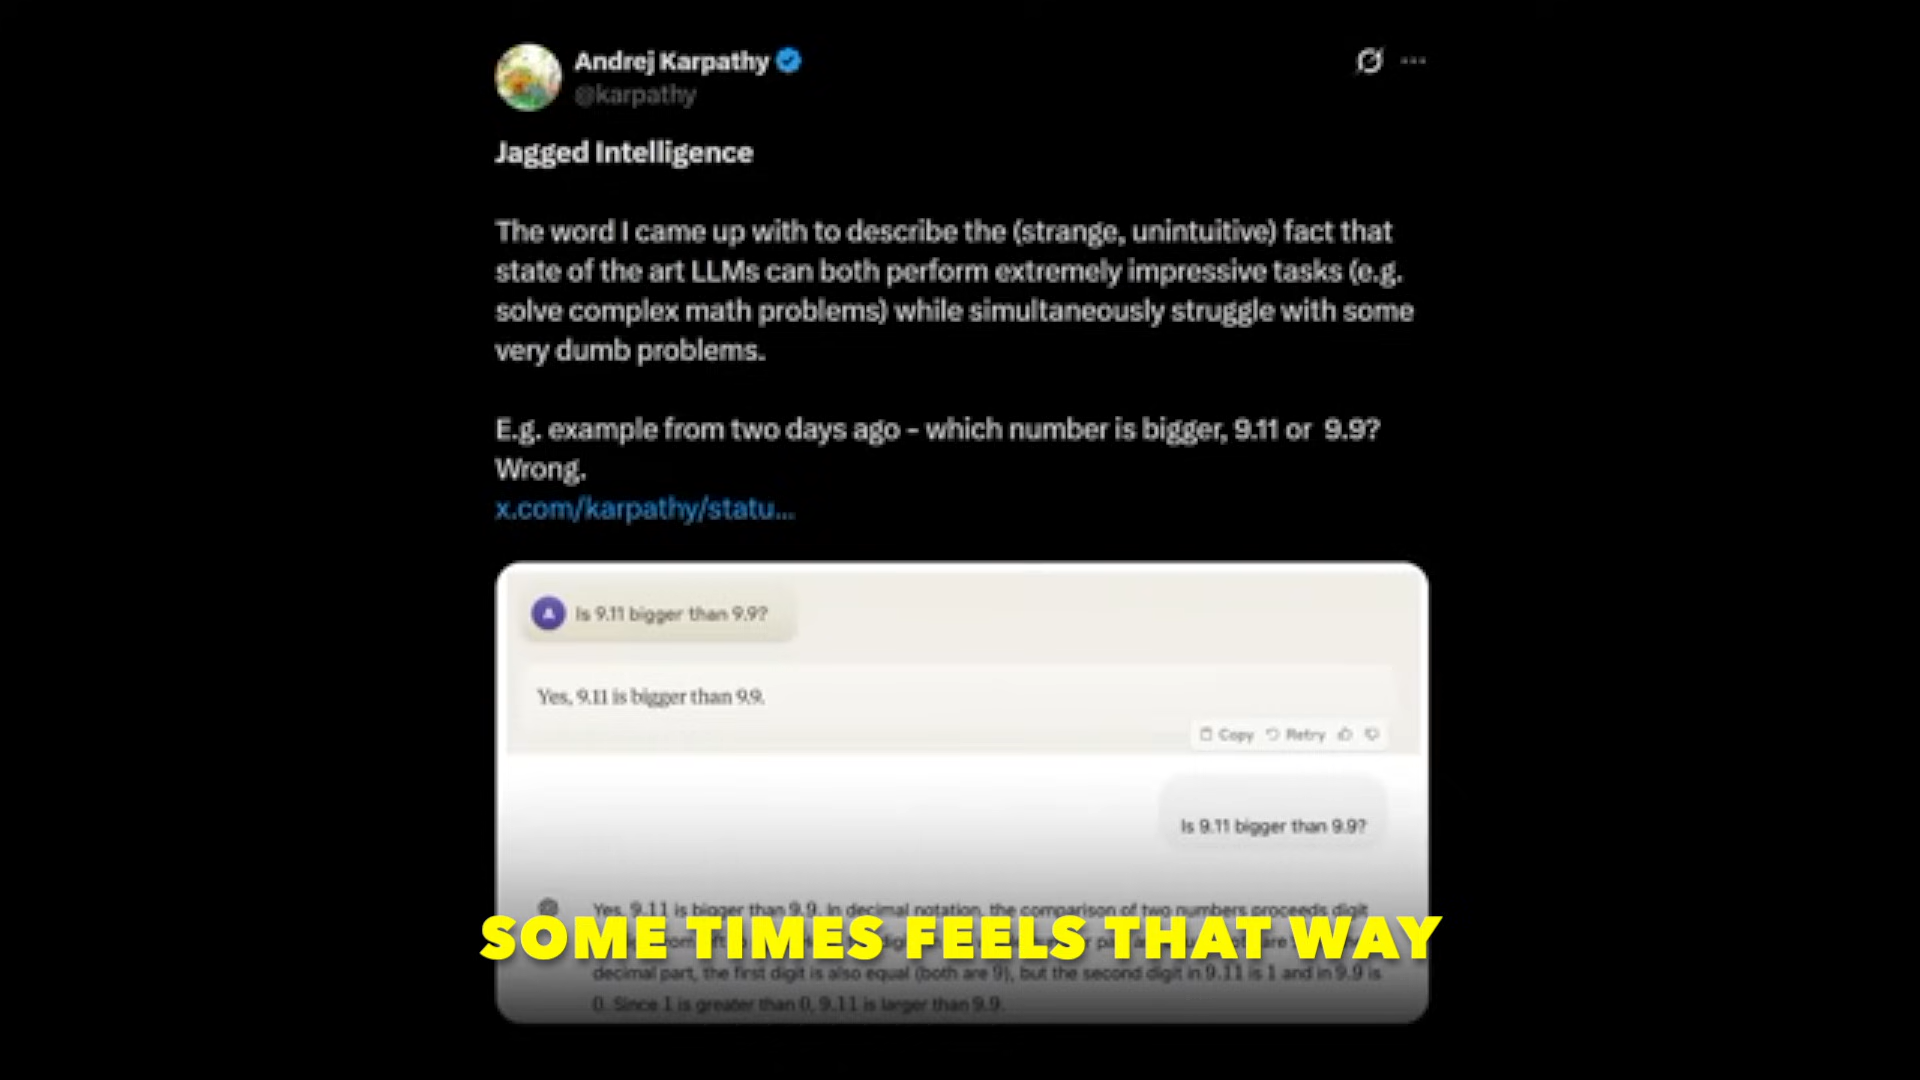 Andrej Karpathy
@karpathy
Jagged Intelligence
The word I came up with to describe the (strange, unintuitive) fact that
state of the art LLMs can both perform extremely impressive tasks (e.g.
solve complex math problems) while simultaneously struggle with some
very dumb problems.
E.g. example from two days ago – which number is bigger, 9.11 or 9.9?
Wrong.
x.com/karpathy/statu...
A Is 9.11 bigger than 9.9?
Yes, 9.11 is bigger than 9.9.
Copy Retry
Is 9.11 bigger than 9.9?
Yes, 9.11 is bigger than 9.9. In decimal notation, the comparison of two numbers proceeds digit
SOME TIMES FEELS THAT WAY
decimal part, the first digit is also equal (both are 9), but the second digit in 9.11 is 1 and in 9.9 is
0. Since 1 is greater than 0, 9.11 is larger than 9.9.